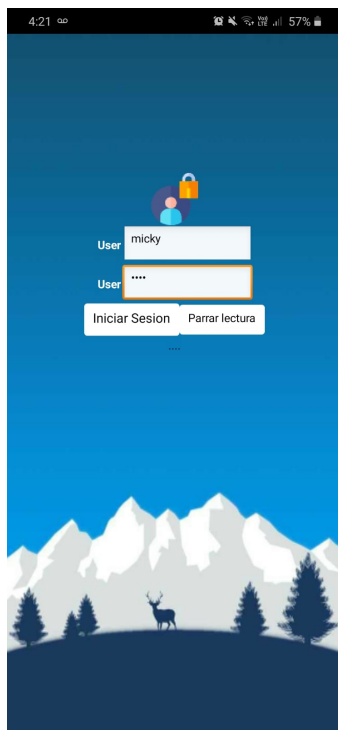 4:21 57%
User micky
User ••••
Iniciar Sesion Parrar lectura
....